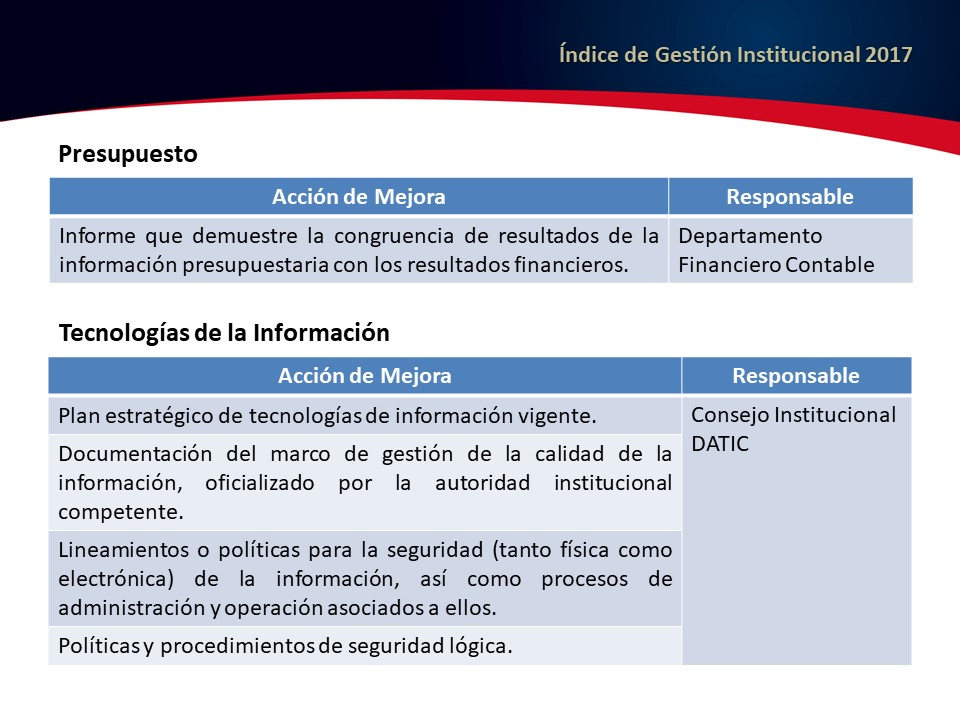 Índice de Gestión Institucional 2017
Presupuesto
Acción de Mejora
Responsable
Informe que demuestre la congruencia de resultados de la
información presupuestaria con los resultados financieros.
Departamento
Financiero Contable
Tecnologías de la Información
Acción de Mejora
Responsable
Plan estratégico de tecnologías de información vigente.
Consejo Institucional
DATIC
Documentación del marco de gestión de la calidad de la
información, oficializado por la autoridad institucional
competente.
Lineamientos o políticas para la seguridad (tanto física como
electrónica) de la información, así como procesos de
administración y operación asociados a ellos.
Políticas y procedimientos de seguridad lógica.